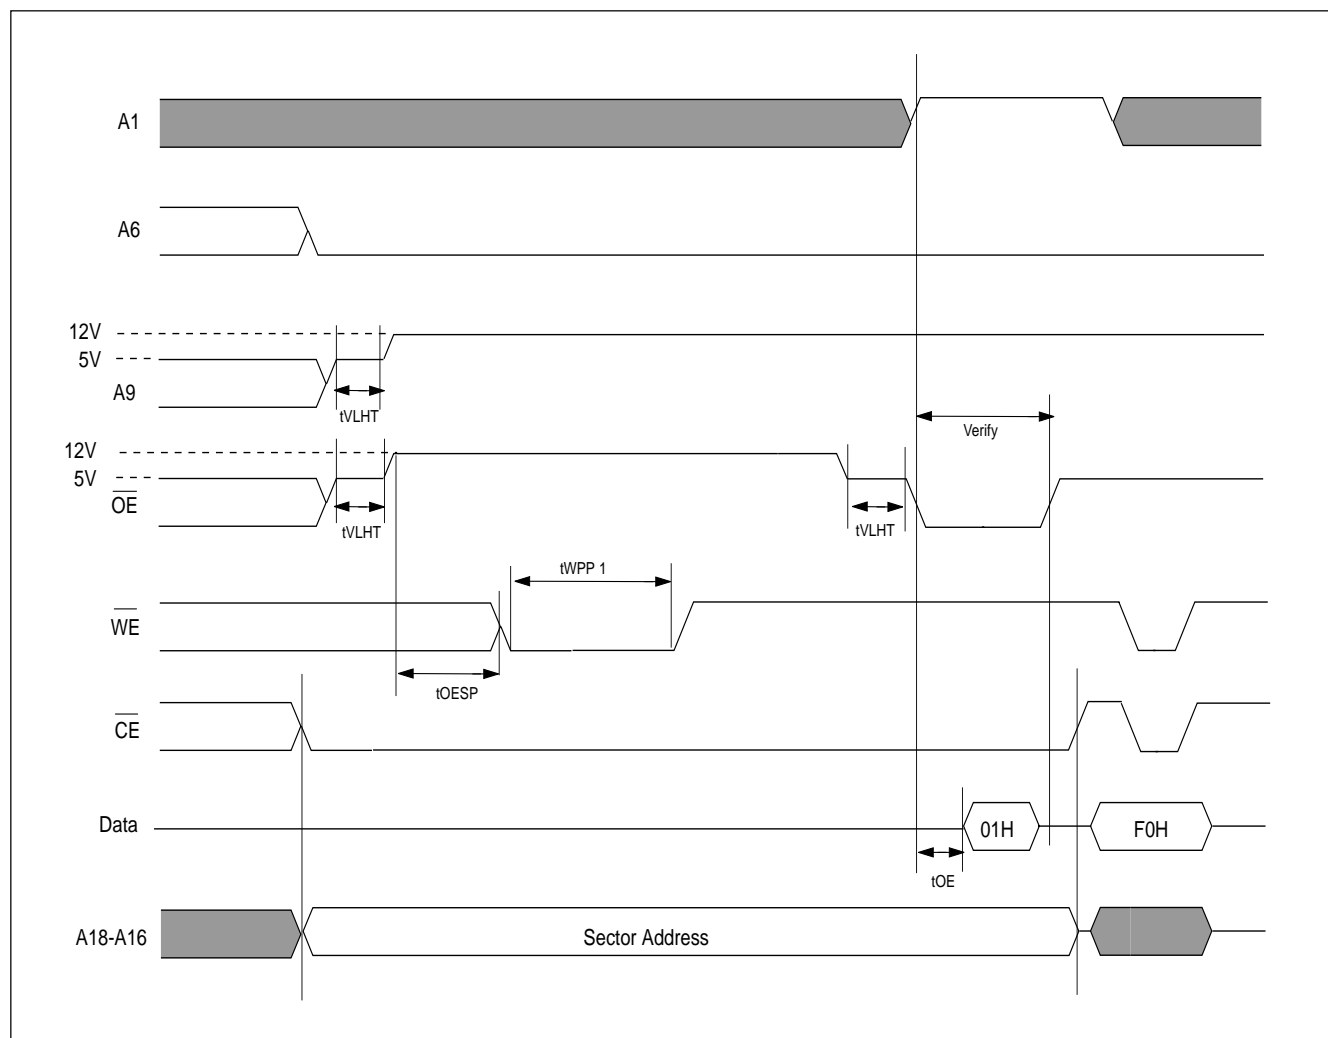 A1
A6
12V
5V
A9
tVLHT
Verify
12V
5V
OE
tVLHT
tVLHT
tWPP 1
WE
tOESP
CE
Data
01H
F0H
tOE
A18-A16
Sector Address